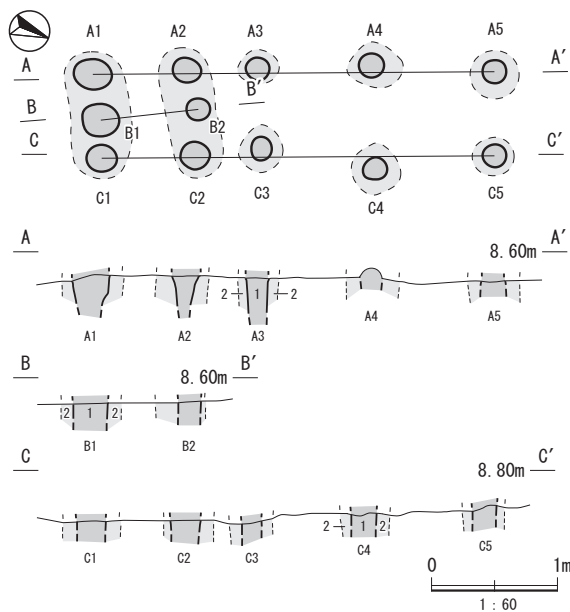 A1 A2 A3 A4 A5
A A′
B B′
B1 B2
C C′
C1 C2 C3 C4 C5
A A′
8.60m
2 1 2
A1 A2 A3 A4 A5
B B′
8.60m
2 1 2
B1 B2
C C′
8.80m
2 1 2
C1 C2 C3 C4 C5
0 1m
1 : 60